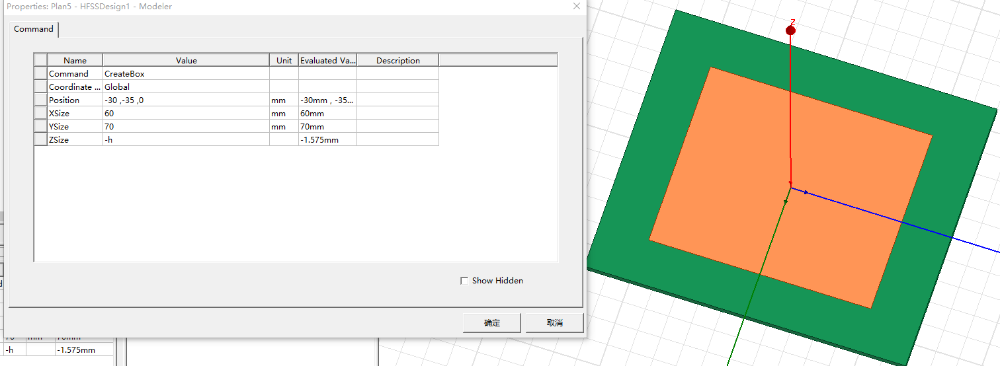 Properties: Plan5 - HFSSDesign1 - Modeler
Command
Name Value Unit Evaluated Va... Description
Command CreateBox
Coordinate ... Global
Position -30 ,-35 ,0 mm -30mm , -35...
XSize 60 mm 60mm
YSize 70 mm 70mm
ZSize -h -1.575mm
Show Hidden
确定 取消
-h -1.575mm
Z